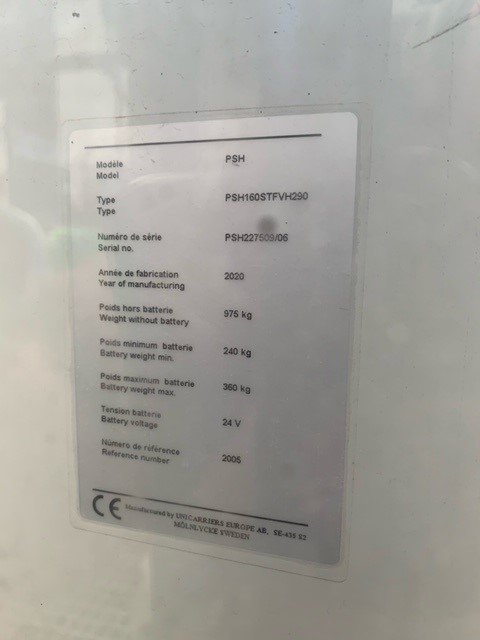 Modèle PSH
Model
Type PSH160STFVH290
Type
Numéro de série PSH227509/06
Serial no.
Année de fabrication 2020
Year of manufacturing
Poids hors batterie 975 kg
Weight without battery
Poids minimum batterie 240 kg
Battery weight min.
Poids maximum batterie 360 kg
Battery weight max.
Tension batterie 24 V
Battery voltage
Número de référence 2005
Reference number
CE Manufactured by UNICARRIERS EUROPE AB, SE-435 82
MÖLNLYCKE SWEDEN